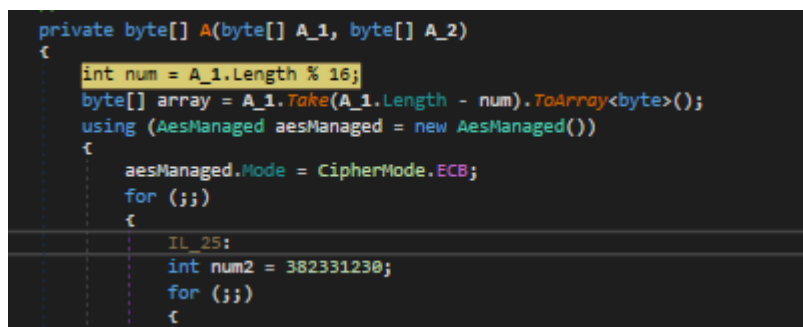 private byte[] A(byte[] A_1, byte[] A_2)
{
int num = A_1.Length % 16;
byte[] array = A_1.Take(A_1.Length - num).ToArray<byte>();
using (AesManaged aesManaged = new AesManaged())
{
aesManaged.Mode = CipherMode.ECB;
for (;;)
{
IL_25:
int num2 = 382331230;
for (;;)
{